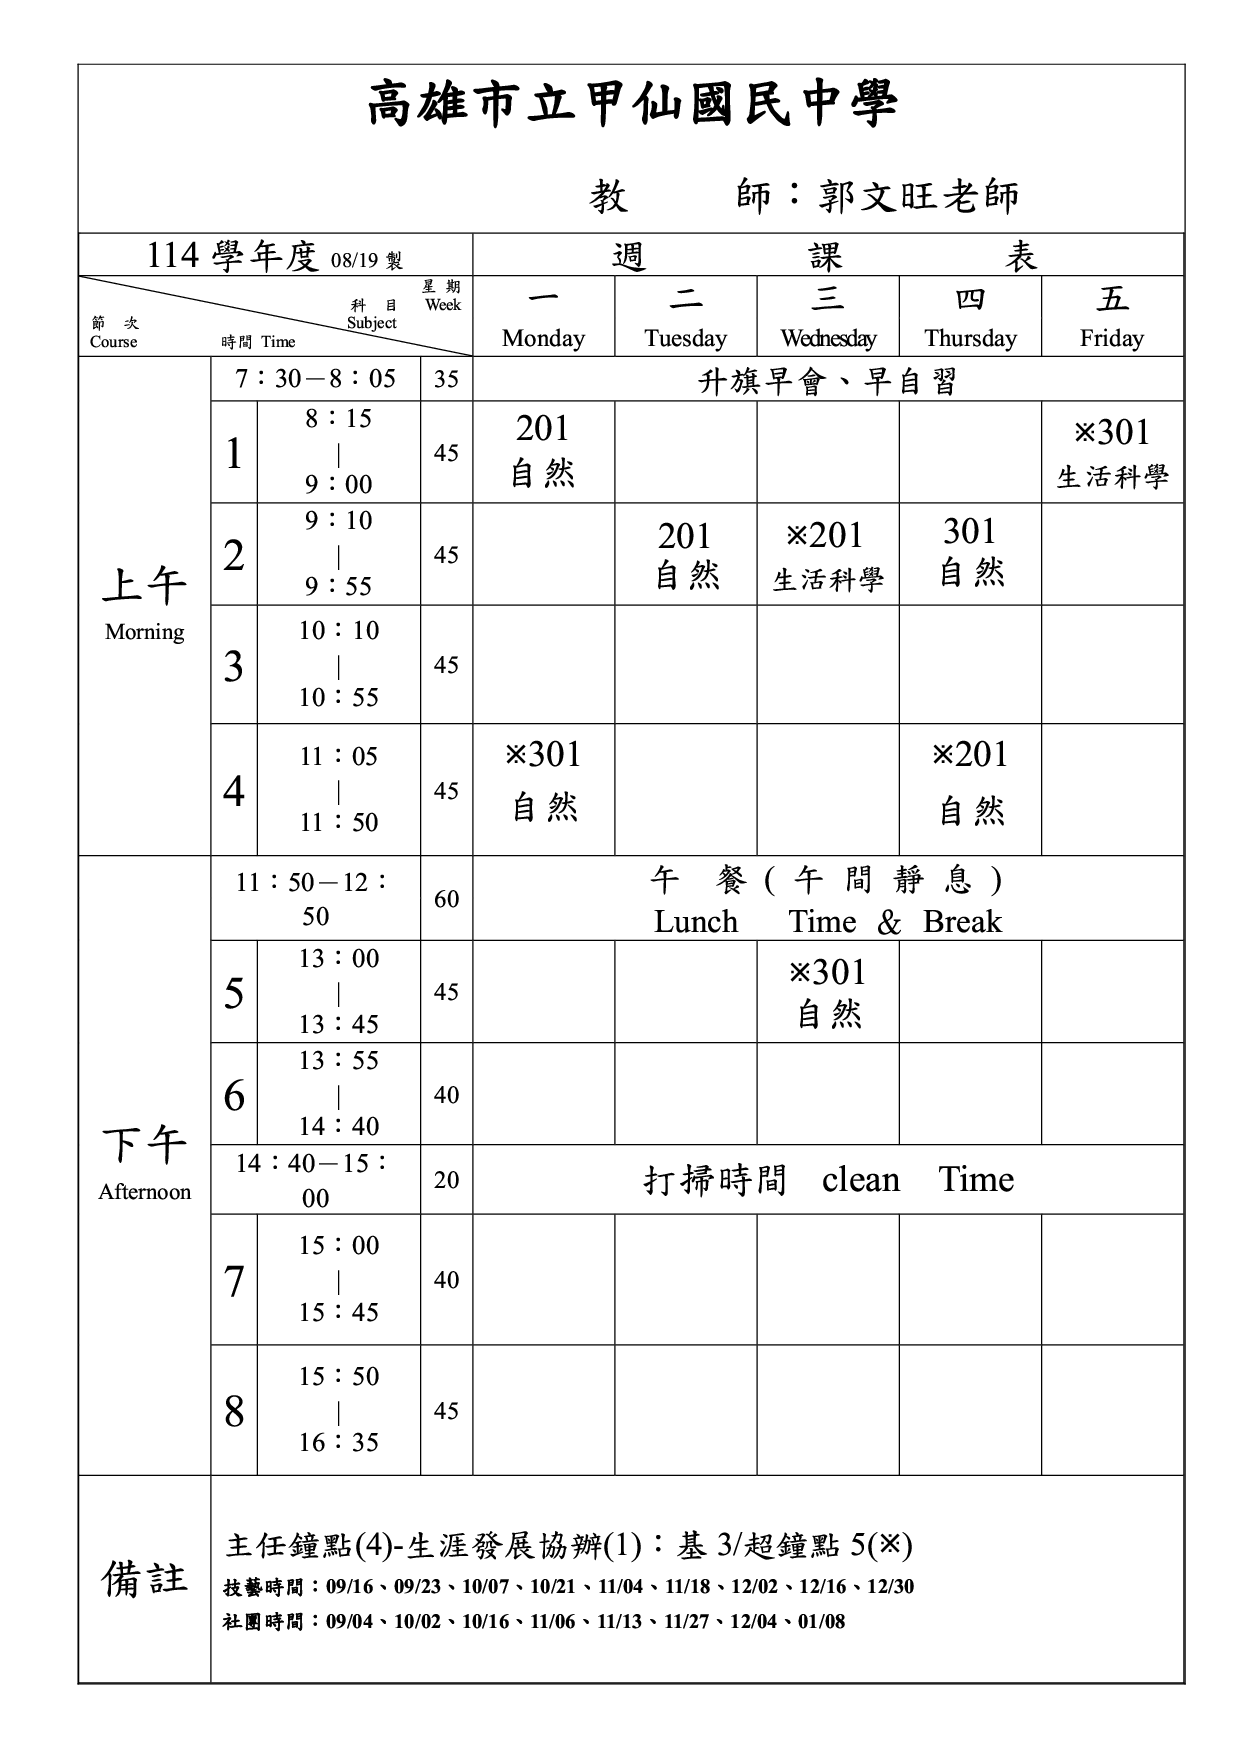 高雄市立甲仙國民中學
教 師：郭文旺老師
114 學年度 08/19 製 週 課 表
星 期
Week
科 目
Subject
節 次
Course
時間 Time
一 二 三 四 五
Monday Tuesday Wednesday Thursday Friday
7：30－8：05 35 升旗早會、早自習
上午
Morning
1 8：15
｜
9：00
45
201
自然
※301
生活科學
2 9：10
｜
9：55
45
201
自然
※201
生活科學
301
自然
3 10：10
｜
10：55
45
4 11：05
｜
11：50
45
※301
自然
※201
自然
下午
Afternoon
11：50－12：
50
60
午 餐 ( 午 間 靜 息 )
Lunch Time & Break
5 13：00
｜
13：45
45
※301
自然
6 13：55
｜
14：40
40
14：40－15：
00
20
打掃時間 clean Time
7 15：00
｜
15：45
40
8 15：50
｜
16：35
45
備註
主任鐘點(4)-生涯發展協辦(1)：基 3/超鐘點 5(※)
技藝時間：09/16、09/23、10/07、10/21、11/04、11/18、12/02、12/16、12/30
社團時間：09/04、10/02、10/16、11/06、11/13、11/27、12/04、01/08